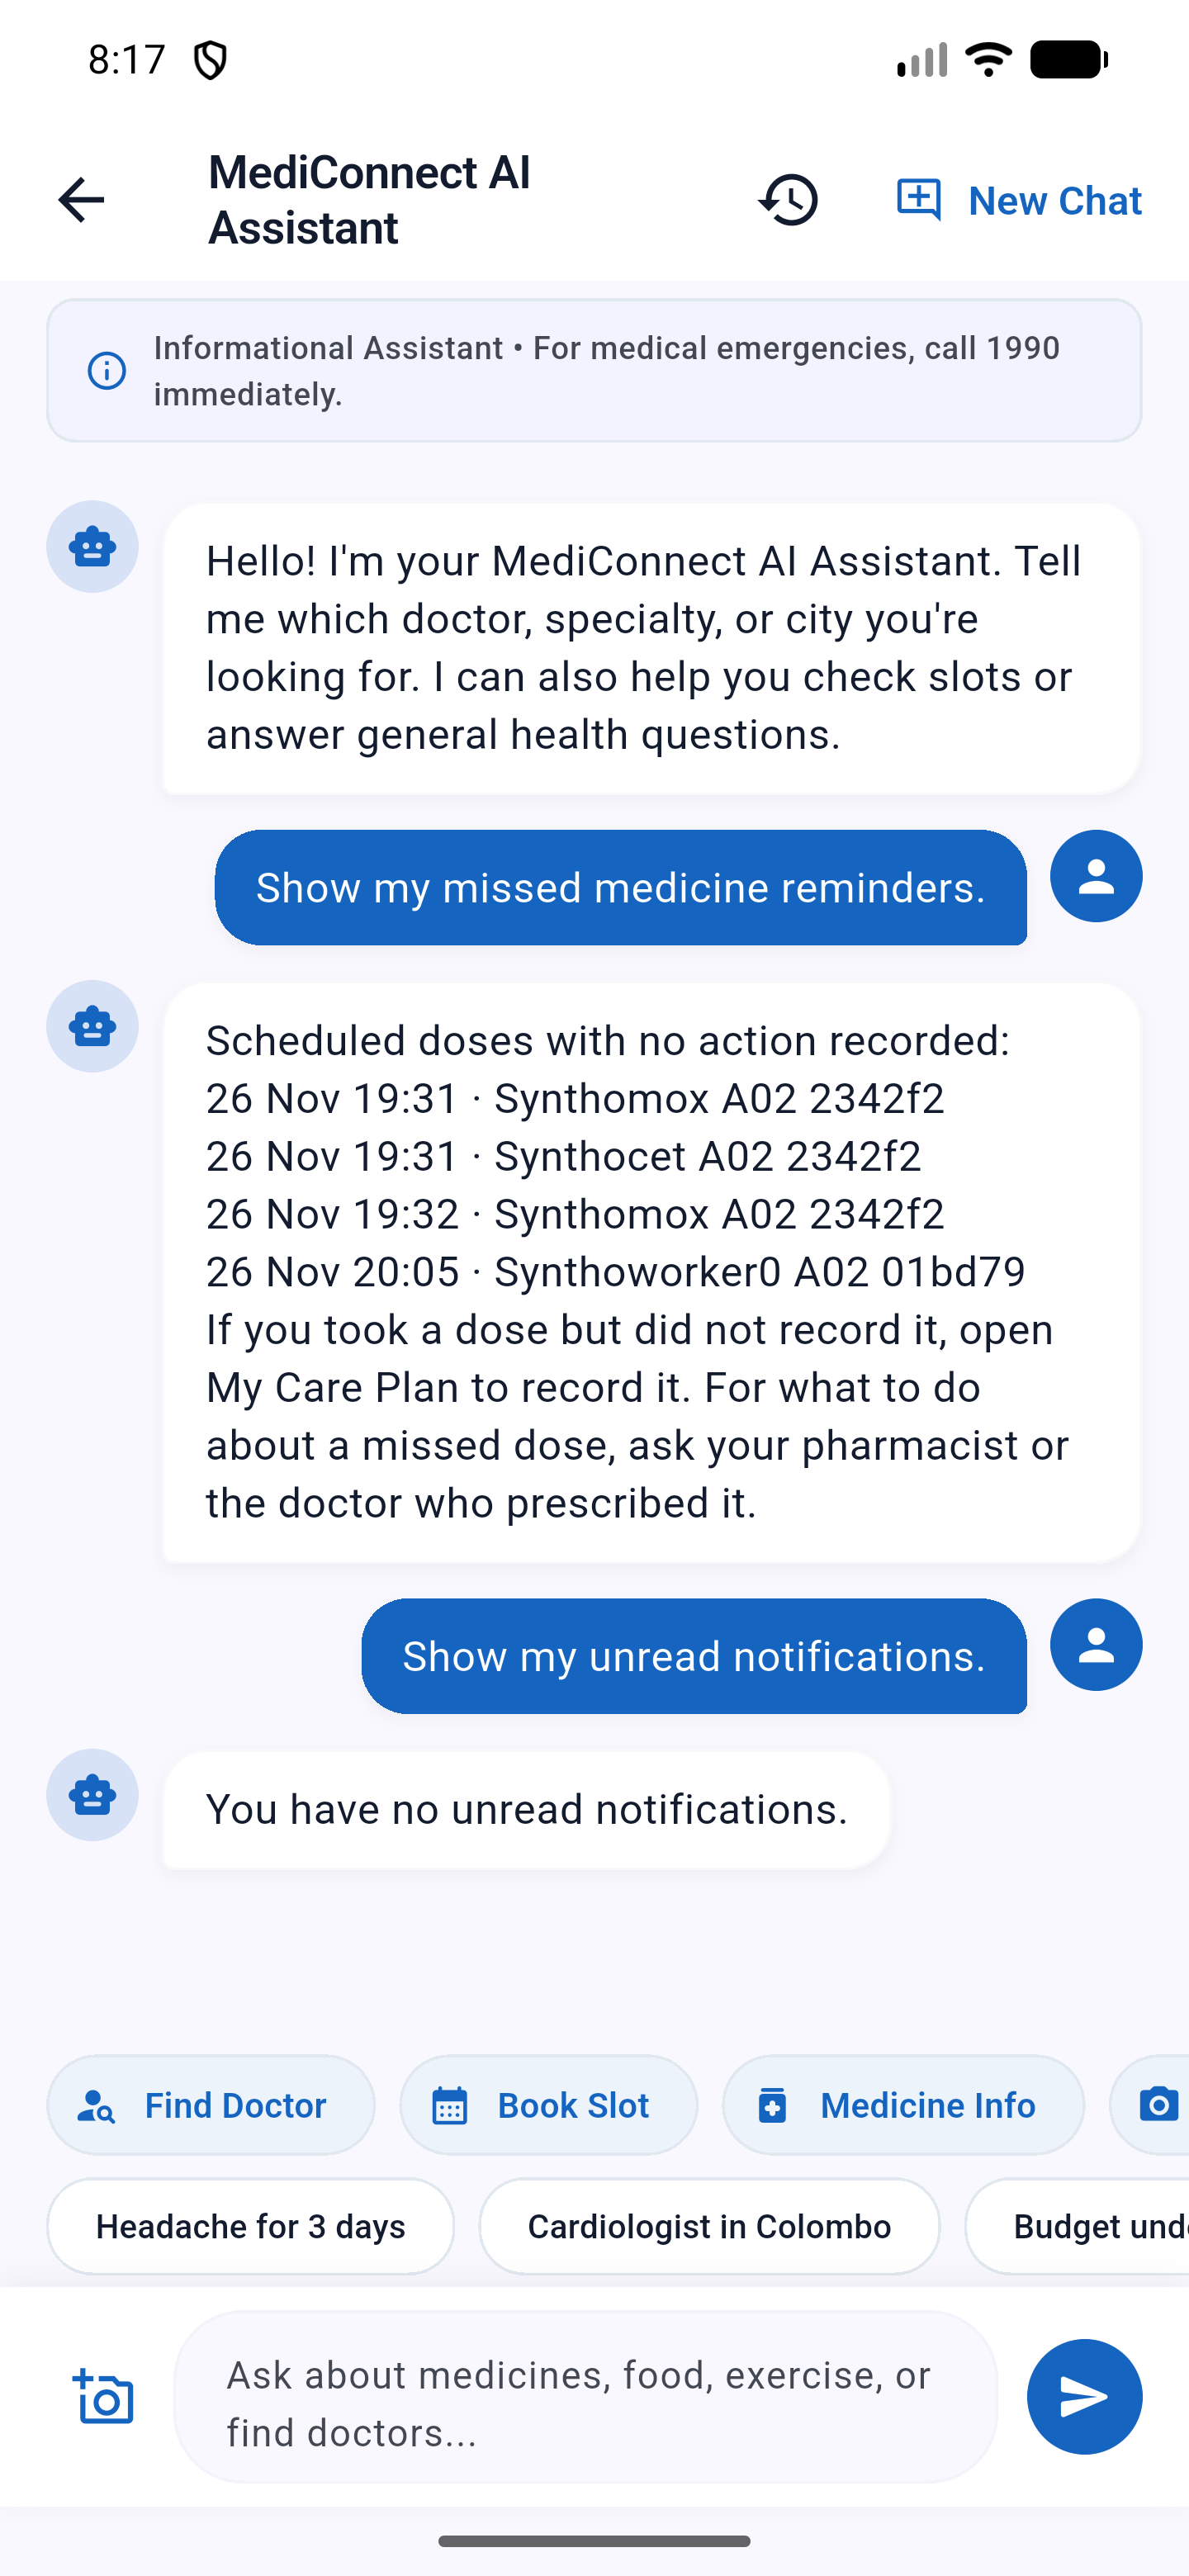 8:17
MediConnect AI
Assistant
New Chat
Informational Assistant • For medical emergencies, call 1990
immediately.
Hello! I'm your MediConnect AI Assistant. Tell
me which doctor, specialty, or city you're
looking for. I can also help you check slots or
answer general health questions.
Show my missed medicine reminders.
Scheduled doses with no action recorded:
26 Nov 19:31 · Synthomox A02 2342f2
26 Nov 19:31 · Synthocet A02 2342f2
26 Nov 19:32 · Synthomox A02 2342f2
26 Nov 20:05 · Synthoworker0 A02 01bd79
If you took a dose but did not record it, open
My Care Plan to record it. For what to do
about a missed dose, ask your pharmacist or
the doctor who prescribed it.
Show my unread notifications.
You have no unread notifications.
Find Doctor
Book Slot
Medicine Info
Headache for 3 days
Cardiologist in Colombo
Budget
Ask about medicines, food, exercise, or
find doctors...